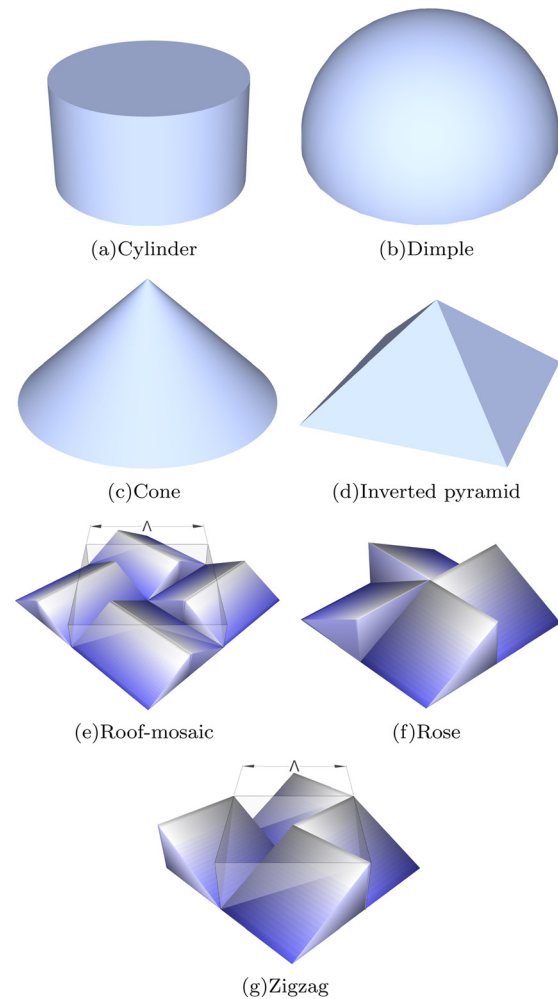 (a)Cylinder
(b)Dimple
(c)Cone
(d)Inverted pyramid
Λ
(e)Roof-mosaic
(f)Rose
Λ
(g)Zigzag